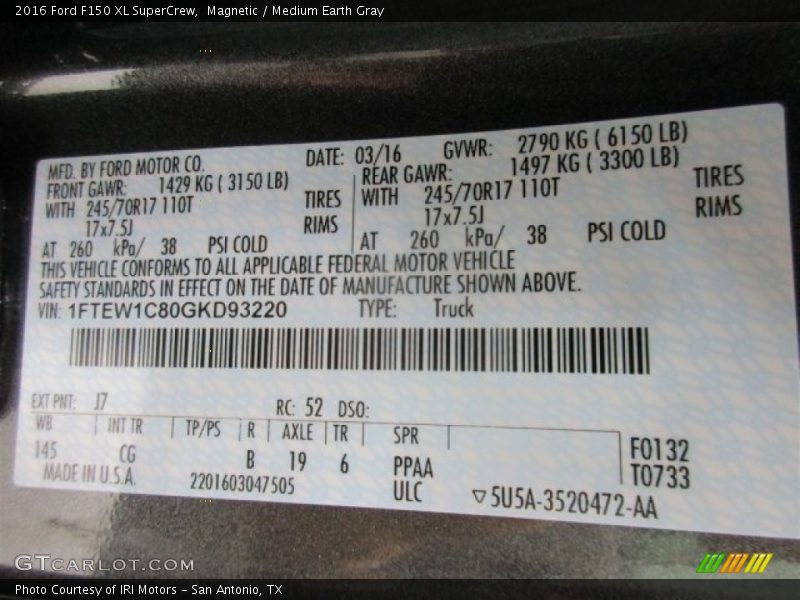 2016 Ford F150 XL SuperCrew, Magnetic / Medium Earth Gray
MFD. BY FORD MOTOR CO.
DATE: 03/16
GVWR: 2790 KG ( 6150 LB)
FRONT GAWR: 1429 KG ( 3150 LB)
REAR GAWR: 1497 KG ( 3300 LB)
WITH 245/70R17 110T TIRES
WITH 245/70R17 110T TIRES
17x7.5J RIMS
17x7.5J RIMS
AT 260 kPa/ 38 PSI COLD
AT 260 kPa/ 38 PSI COLD
THIS VEHICLE CONFORMS TO ALL APPLICABLE FEDERAL MOTOR VEHICLE
SAFETY STANDARDS IN EFFECT ON THE DATE OF MANUFACTURE SHOWN ABOVE.
VIN: 1FTEW1C80GKD93220 TYPE: Truck
EXT PNT: J7 RC: 52 DSO:
WB INT TR TP/PS R AXLE TR SPR
145 CG B 19 6 PPAA
F0132
T0733
MADE IN U.S.A. 2201603047505 ULC ▽5U5A-3520472-AA
GTCARLOT.COM
Photo Courtesy of IRI Motors – San Antonio, TX